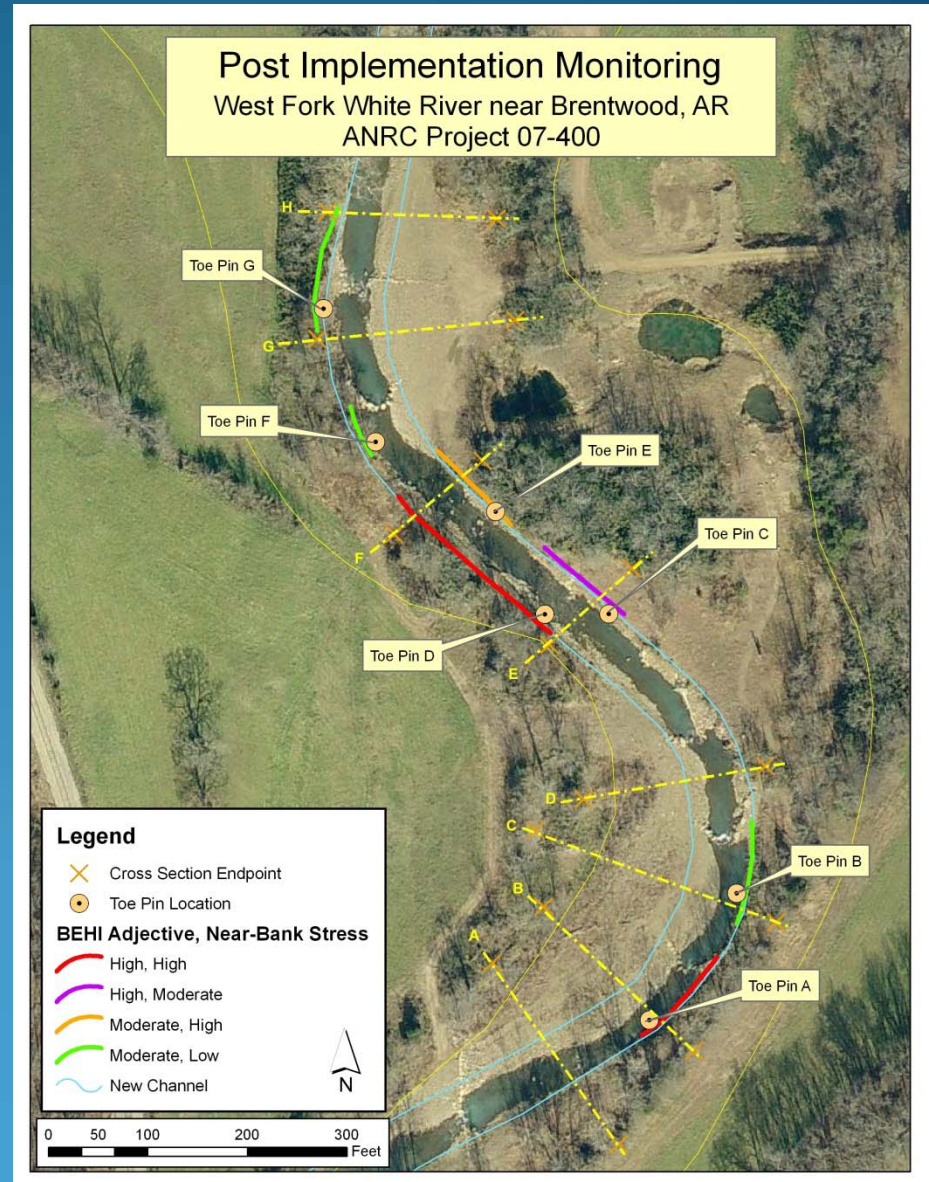 Post Implementation Monitoring
West Fork White River near Brentwood, AR
ANRC Project 07-400
H
Toe Pin G
G
Toe Pin F
Toe Pin E
F
Toe Pin C
Toe Pin D
E
D
C
Toe Pin B
B
A
Toe Pin A
Legend
Cross Section Endpoint
Toe Pin Location
BEHI Adjective, Near-Bank Stress
High, High
High, Moderate
Moderate, High
Moderate, Low
New Channel
N
0 50 100 200 300
Feet